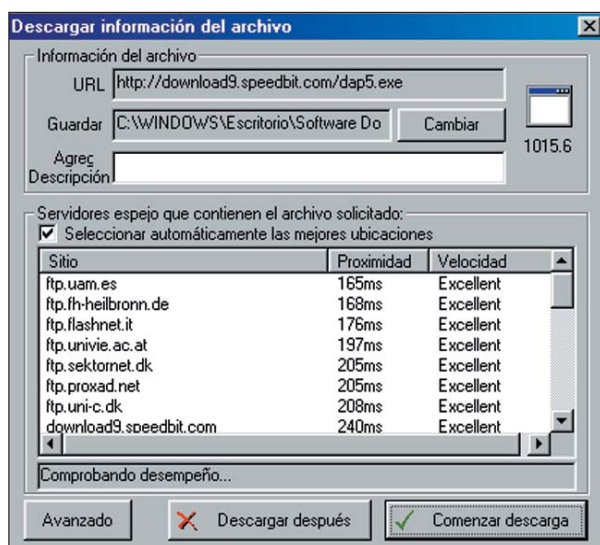 Descargar información del archivo
Información del archivo
URL http://download9.speedbit.com/dap5.exe
Guardar C:\WINDOWS\Escritorio\Software Do Cambiar
1015.6
Agreç
Descripción
Servidores espejo que contienen el archivo solicitado:
Seleccionar automáticamente las mejores ubicaciones
Sitio Proximidad Velocidad
ftp.uam.es 165ms Excellent
ftp.fh-heilbronn.de 168ms Excellent
ftp.flashnet.it 176ms Excellent
ftp.univie.ac.at 197ms Excellent
ftp.sektornet.dk 205ms Excellent
ftp.proxad.net 205ms Excellent
ftp.uni-c.dk 208ms Excellent
download9.speedbit.com 240ms Excellent
Comprobando desempeño...
Avanzado Descargar después Comenzar descarga